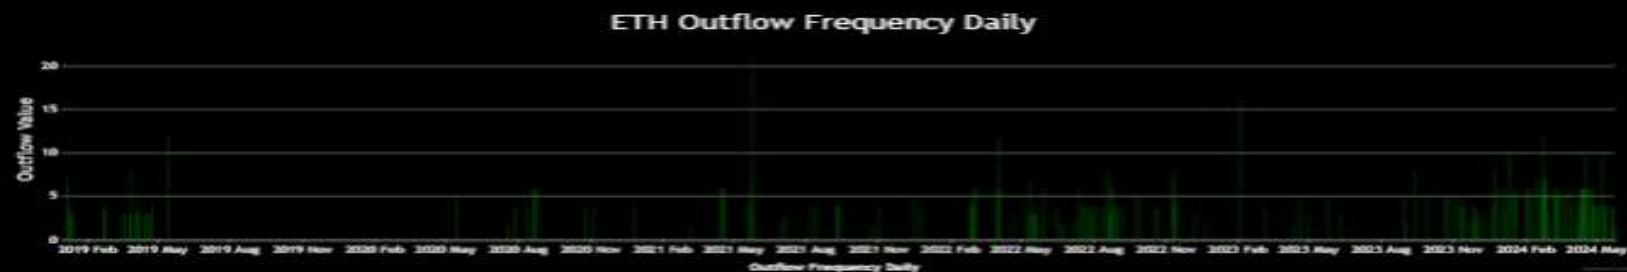 ETH Outflow Frequency Daily
Outflow Value
20
15
10
5
0
2019 Feb 2019 May 2019 Aug 2019 Nov 2020 Feb 2020 May 2020 Aug 2020 Nov 2021 Feb 2021 May 2021 Aug 2021 Nov 2022 Feb 2022 May 2022 Aug 2022 Nov 2023 Feb 2023 May 2023 Aug 2023 Nov 2024 Feb 2024 May
Outflow Frequency Daily